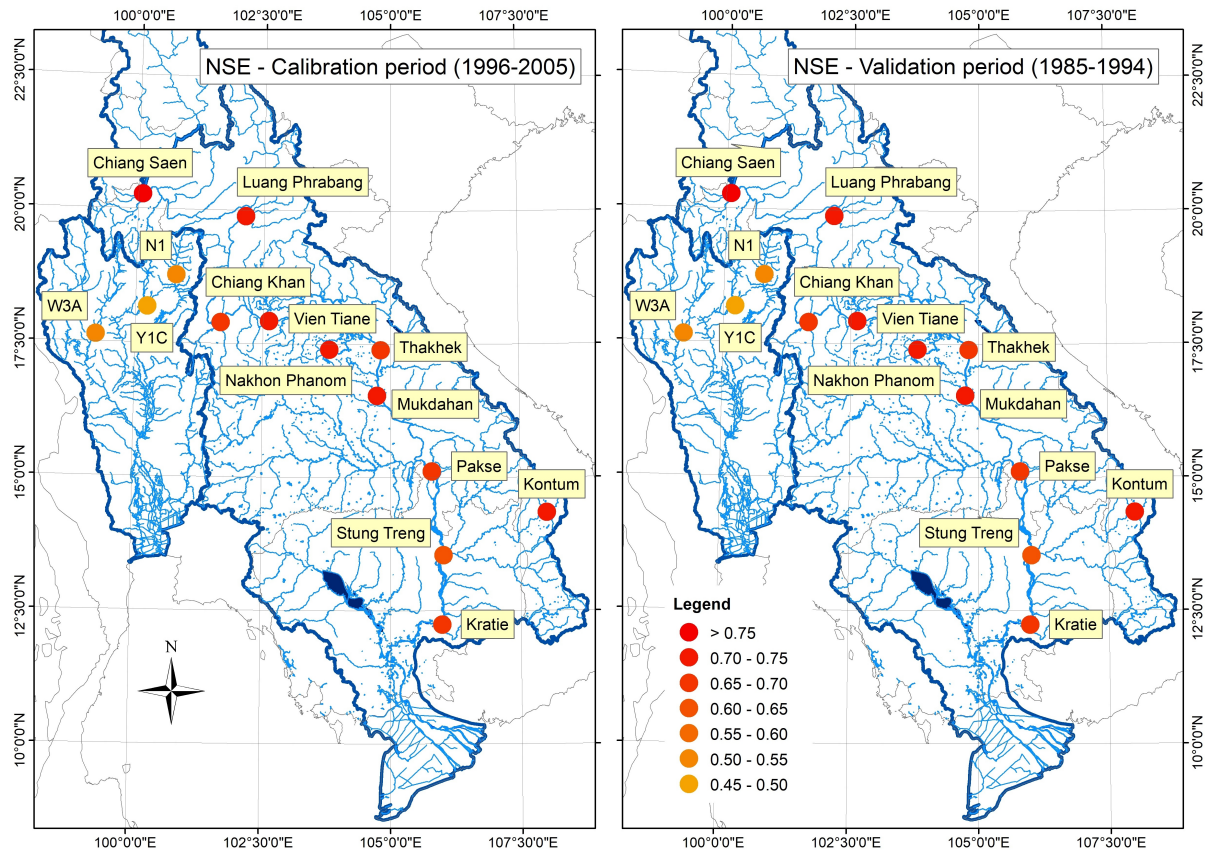 100°0'0"E 102°30'0"E 105°0'0"E 107°30'0"E
NSE - Calibration period (1996-2005)
22°30'0"N
20°0'0"N
17°30'0"N
15°0'0"N
12°30'0"N
10°0'0"N
Chiang Saen
Luang Phrabang
N1
Chiang Khan
W3A
Vien Tiane
Y1C
Thakhek
Nakhon Phanom
Mukdahan
Pakse
Kontum
Stung Treng
Kratie
N
100°0'0"E 102°30'0"E 105°0'0"E 107°30'0"E
100°0'0"E 102°30'0"E 105°0'0"E 107°30'0"E
NSE - Validation period (1985-1994)
Chiang Saen
Luang Phrabang
N1
Chiang Khan
W3A
Vien Tiane
Y1C
Thakhek
Nakhon Phanom
Mukdahan
Pakse
Kontum
Stung Treng
Kratie
Legend
> 0.75
0.70 - 0.75
0.65 - 0.70
0.60 - 0.65
0.55 - 0.60
0.50 - 0.55
0.45 - 0.50
22°30'0"N
20°0'0"N
17°30'0"N
15°0'0"N
12°30'0"N
10°0'0"N
100°0'0"E 102°30'0"E 105°0'0"E 107°30'0"E